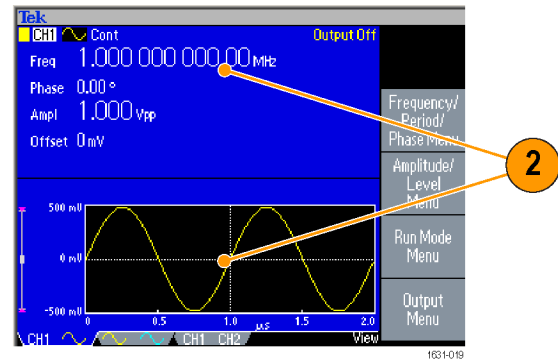 Tek
CH1 Cont Output Off
Freq 1.000 000 000 00 MHz
Phase 0.00 °
Ampl 1.000 Vpp
Offset 0 mV
Frequency/
Period/
Phase Menu
Amplitude/
Level
Menu
Run Mode
Menu
Output
Menu
2
500 mV
0 mV
-500 mV
0 0.5 1.0 µs 1.5 2.0
CH1 CH1 CH2 View
1631-019